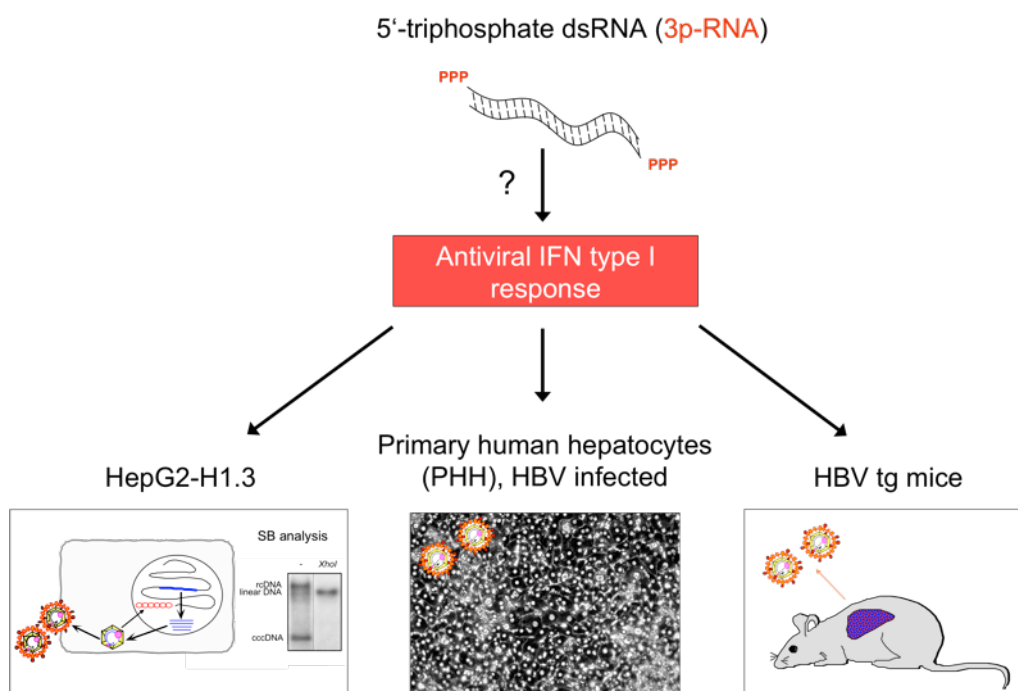 5‘-triphosphate dsRNA (3p-RNA)
PPP
PPP
?
Antiviral IFN type I
response
HepG2-H1.3
Primary human hepatocytes
(PHH), HBV infected
HBV tg mice
SB analysis
- XhoI
rcDNA
linear DNA
cccDNA